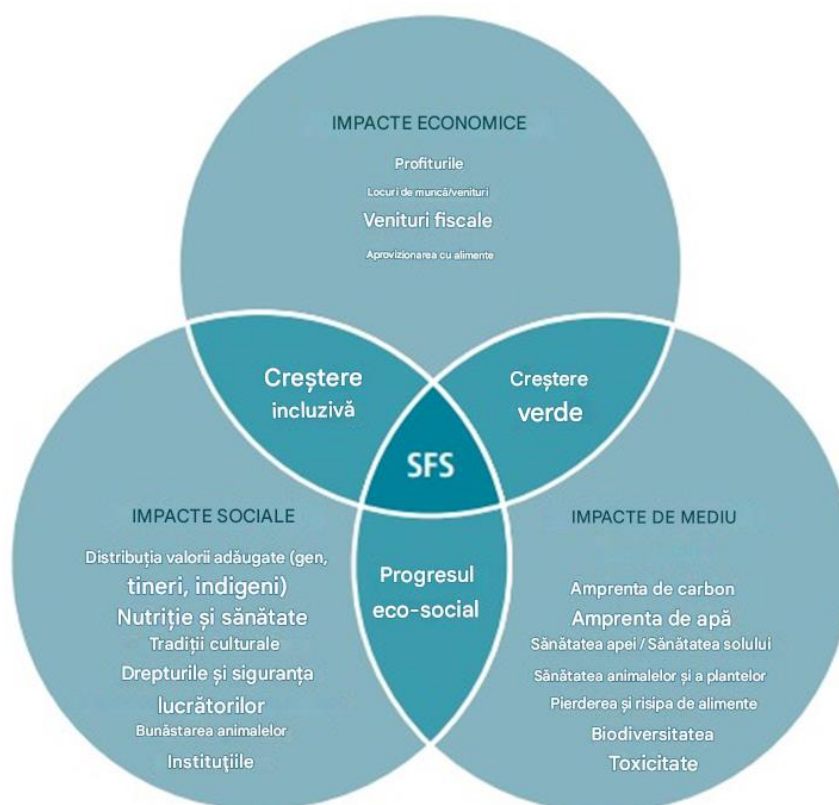 IMPACTE ECONOMICE
Profiturile
Locuri de muncă/venituri
Venituri fiscale
Aprovizionarea cu alimente
Creștere
incluzivă
Creștere
verde
SFS
IMPACTE SOCIALE
Distribuția valorii adăugate (gen,
tineri, indigeni)
Nutriție și sănătate
Tradiții culturale
Drepturile și siguranța
lucrătorilor
Bunăstarea animalelor
Instituţiile
Progresul
eco-social
IMPACTE DE MEDIU
Amprenta de carbon
Amprenta de apă
Sănătatea apei / Sănătatea solului
Sănătatea animalelor și a plantelor
Pierderea și risipa de alimente
Biodiversitatea
Toxicitate